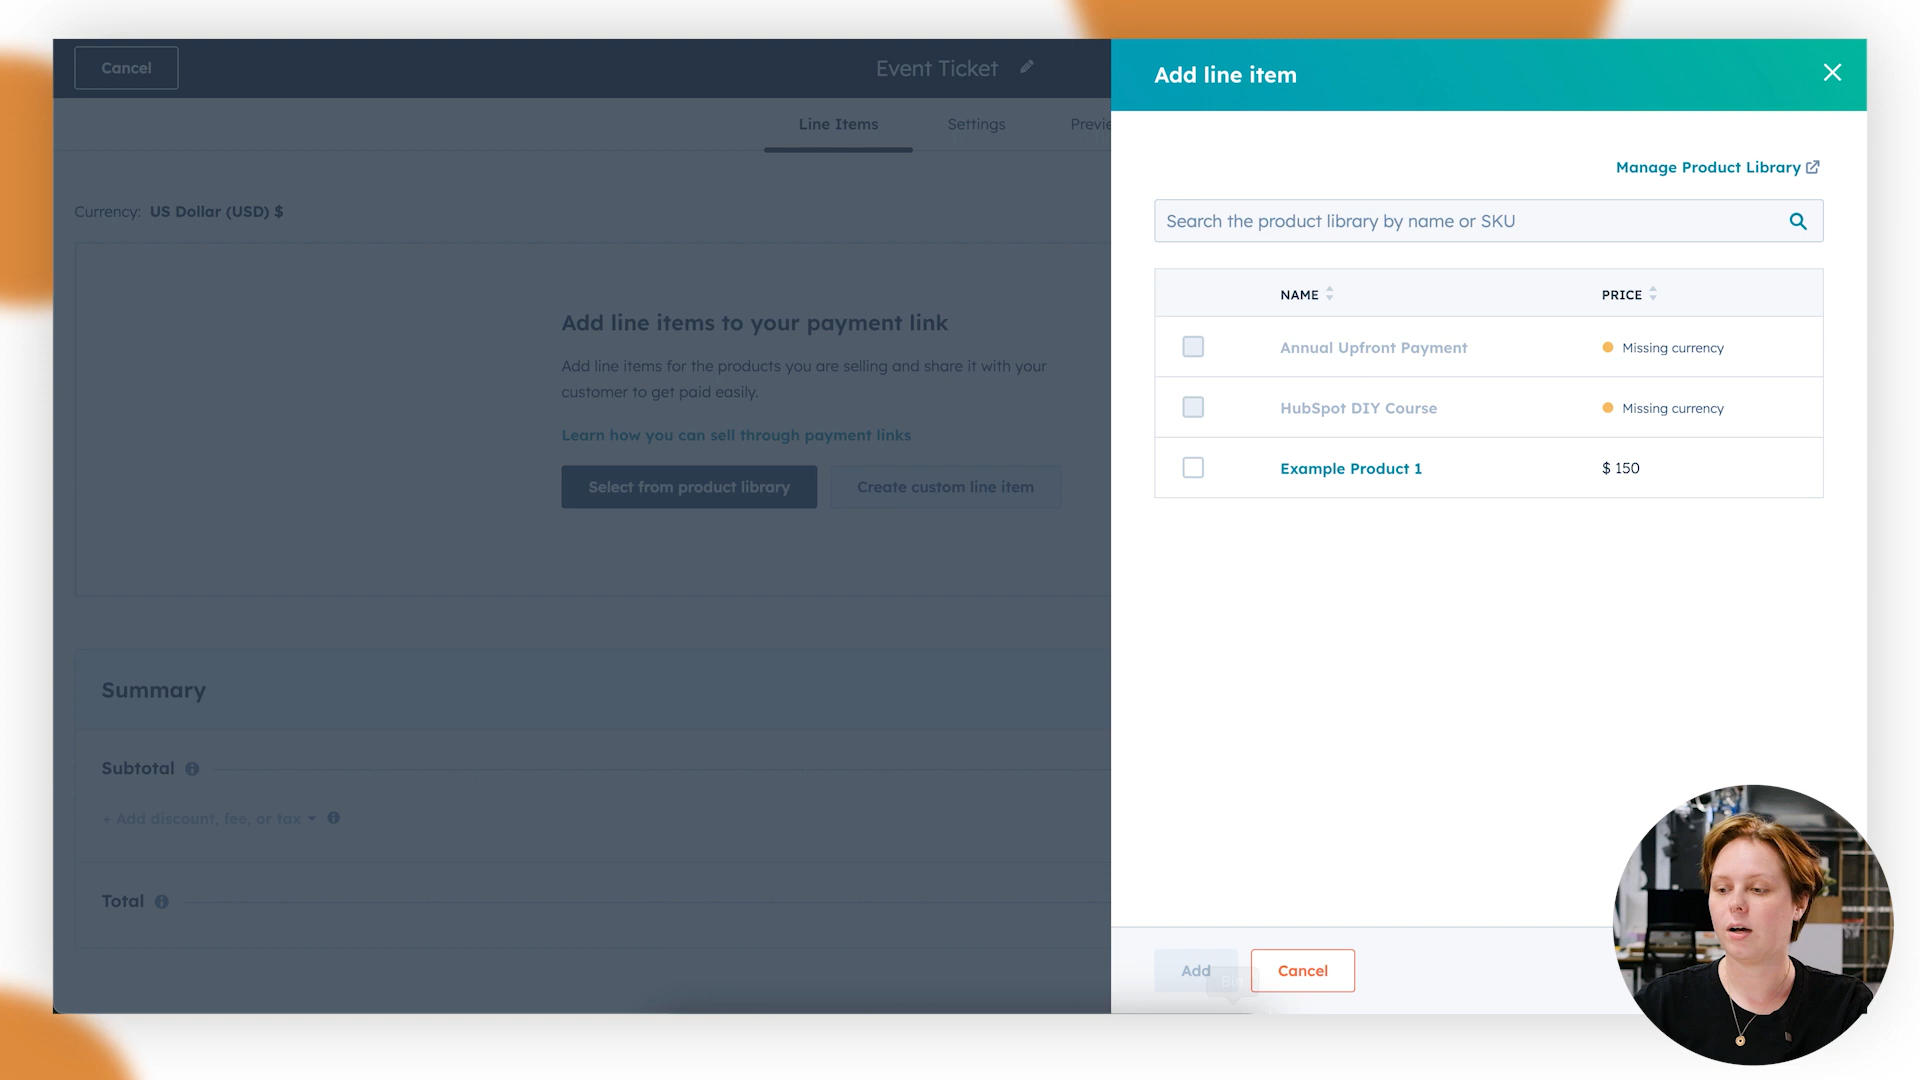 Cancel
Event Ticket
Line Items
Settings
Previe
Currency: US Dollar (USD) $
Add line items to your payment link
Add line items for the products you are selling and share it with your
customer to get paid easily.
Learn how you can sell through payment links
Select from product library
Create custom line item
Summary
Subtotal
+ Add discount, fee, or tax
Total
Add line item
Manage Product Library
Search the product library by name or SKU
NAME
PRICE
Annual Upfront Payment
Missing currency
HubSpot DIY Course
Missing currency
Example Product 1
$ 150
Add
Cancel